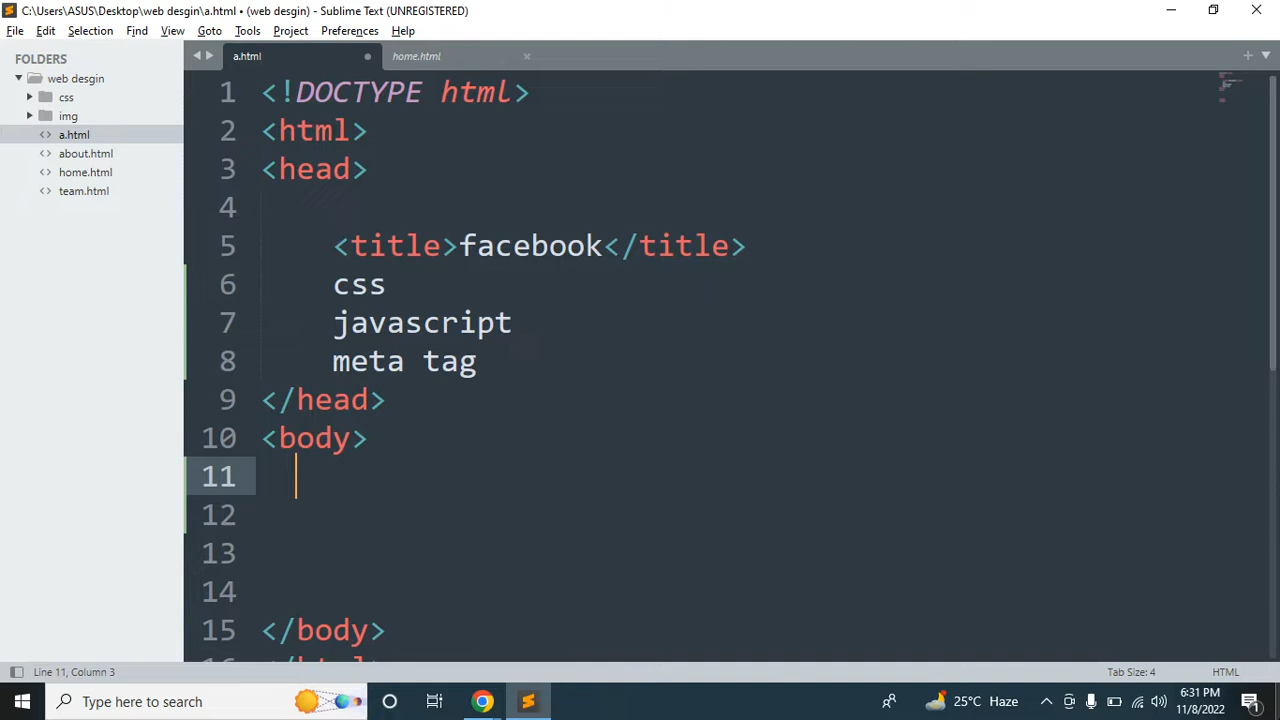 C:\Users\ASUS\Desktop\web desgin\a.html • (web desgin) - Sublime Text (UNREGISTERED)
File Edit Selection Find View Goto Tools Project Preferences Help
FOLDERS
web desgin
css
img
a.html
about.html
home.html
team.html
a.html home.html
1 <!DOCTYPE html>
2 <html>
3 <head>
4
5 <title>facebook</title>
6 css
7 javascript
8 meta tag
9 </head>
10 <body>
11
12
13
14
15 </body>
16 </html>
Line 11, Column 3 Tab Size: 4 HTML
Type here to search 25°C Haze 6:31 PM
11/8/2022 1